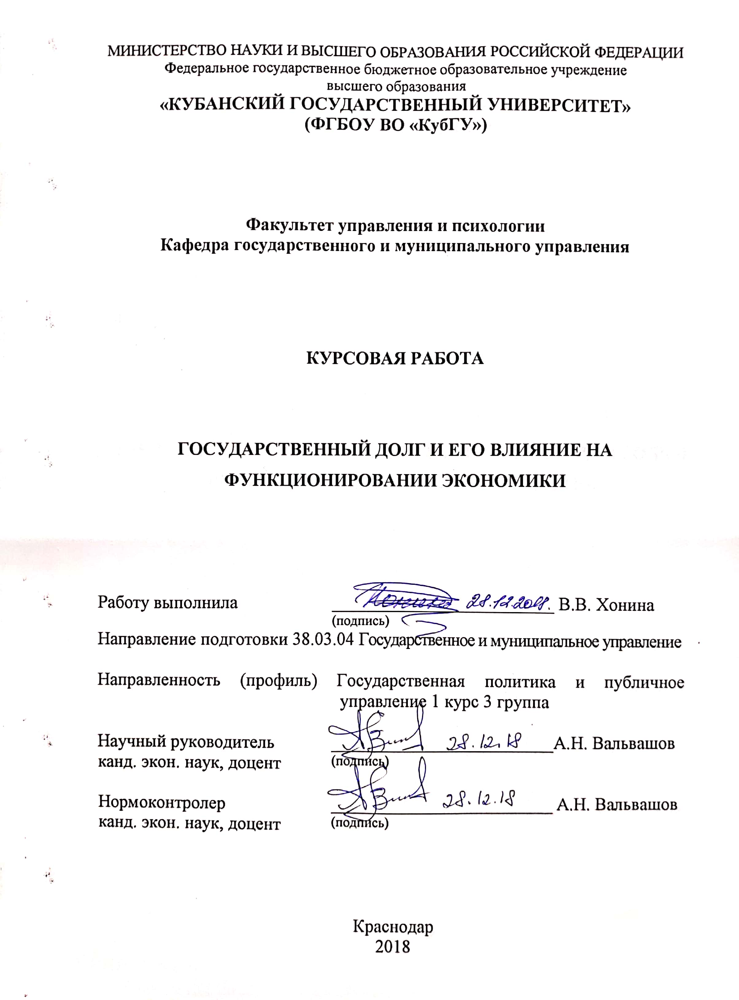 МИНИСТЕРСТВО НАУКИ И ВЫСШЕГО ОБРАЗОВАНИЯ РОССИЙСКОЙ ФЕДЕРАЦИИ
Федеральное государственное бюджетное образовательное учреждение
высшего образования
«КУБАНСКИЙ ГОСУДАРСТВЕННЫЙ УНИВЕРСИТЕТ»
(ФГБОУ ВО «КубГУ»)
Факультет управления и психологии
Кафедра государственного и муниципального управления
КУРСОВАЯ РАБОТА
ГОСУДАРСТВЕННЫЙ ДОЛГ И ЕГО ВЛИЯНИЕ НА
ФУНКЦИОНИРОВАНИИ ЭКОНОМИКИ
Работу выполнила 28.12.2018. В.В. Хонина
(подпись)
Направление подготовки 38.03.04 Государственное и муниципальное управление
Направленность (профиль) Государственная политика и публичное
управление 1 курс 3 группа
Научный руководитель 28.12.18 А.Н. Вальвашов
канд. экон. наук, доцент (подпись)
Нормоконтролер 28.12.18 А.Н. Вальвашов
канд. экон. наук, доцент (подпись)
Краснодар
2018